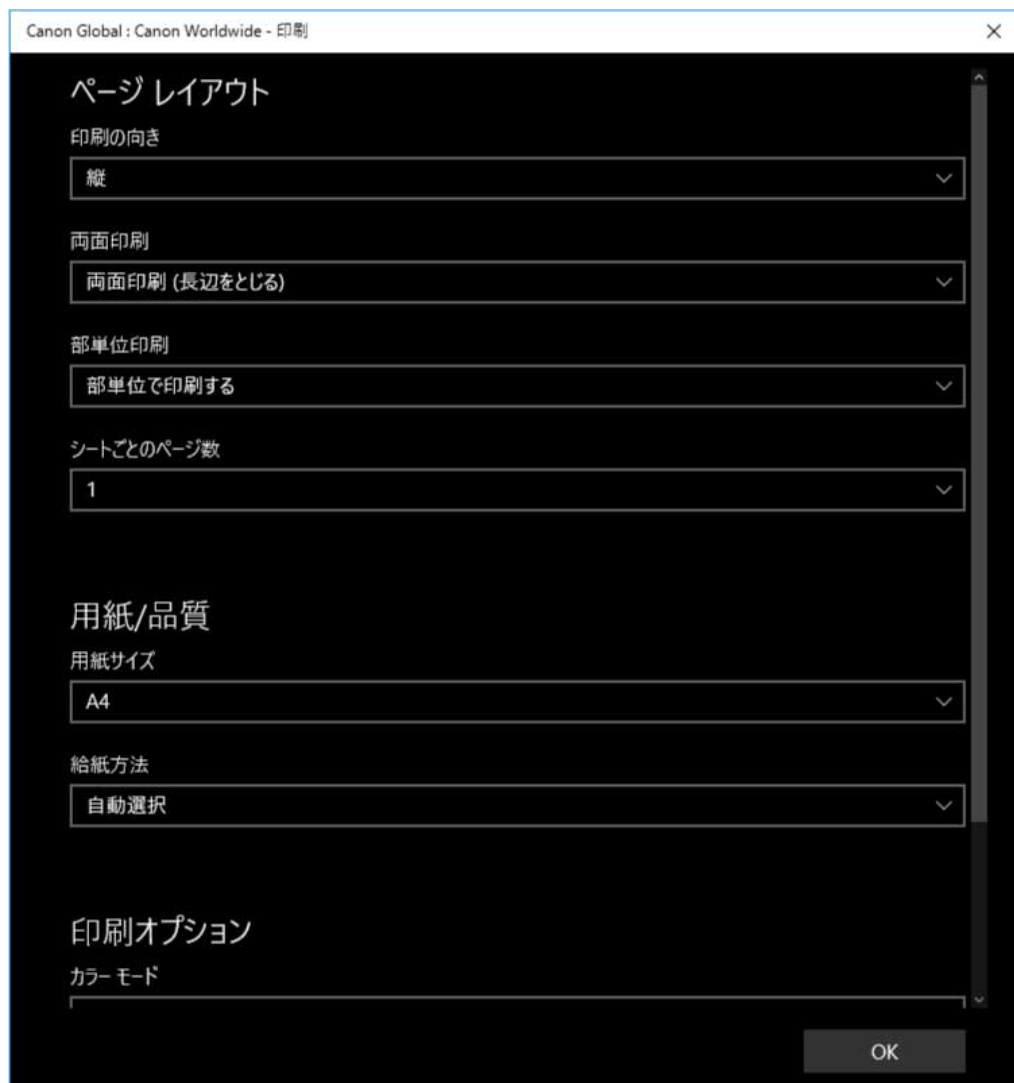 Canon Global : Canon Worldwide - 印刷
ページ レイアウト
印刷の向き
縦
両面印刷
両面印刷 (長辺をとじる)
部単位印刷
部単位で印刷する
シートごとのページ数
1
用紙/品質
用紙サイズ
A4
給紙方法
自動選択
印刷オプション
カラー モード
OK